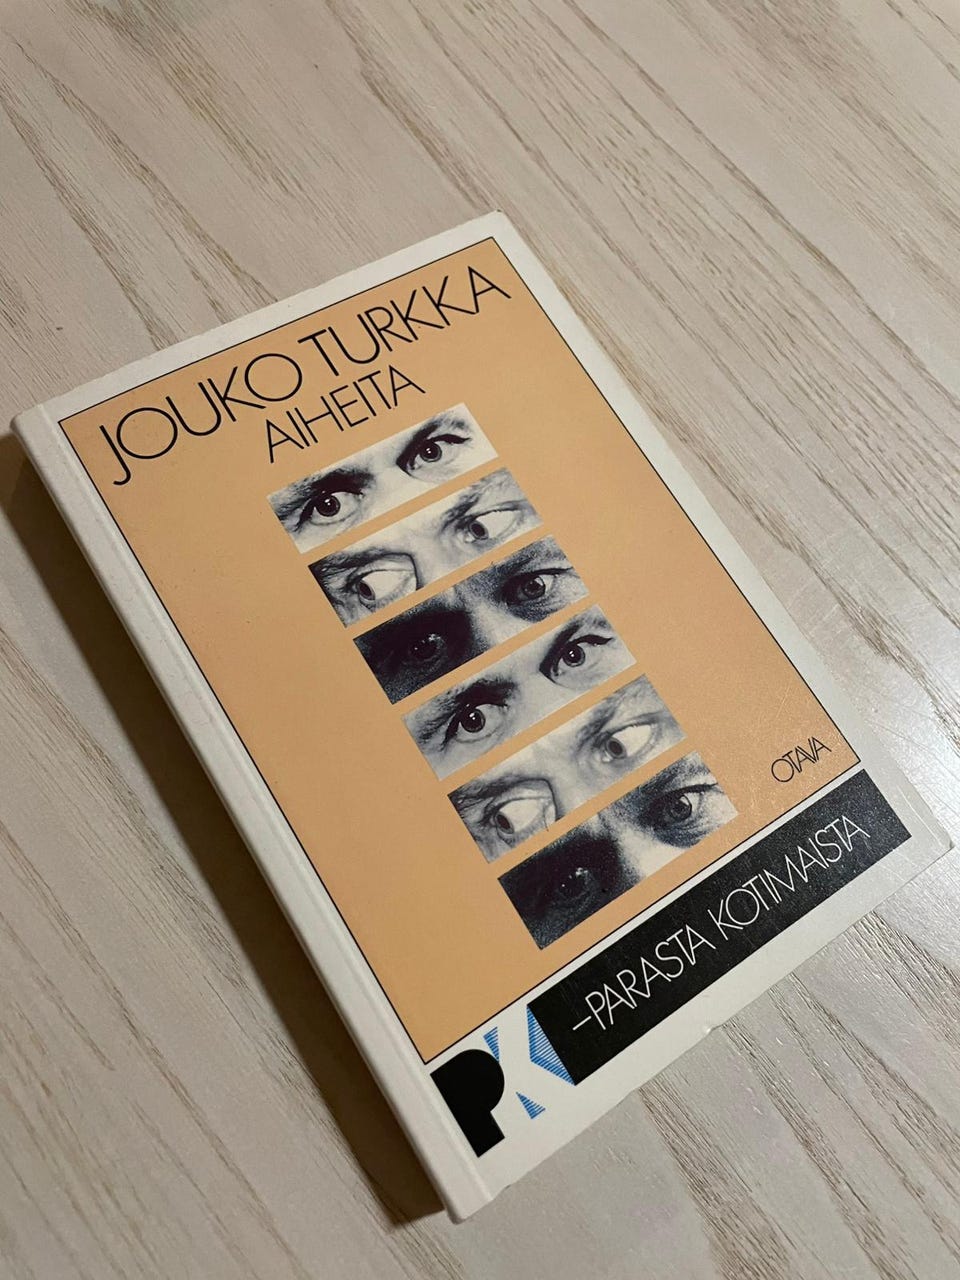 JOUKO TURKKA
AIHEITA
OTAVA
PK
–PARASTA KOTIMAISTA